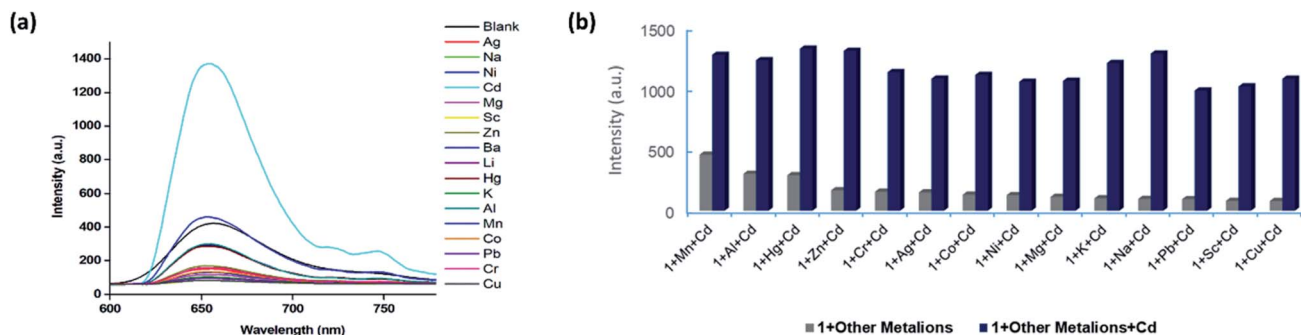 (a)
Intensity (a.u.)
1400
1200
1000
800
600
400
200
0
600
650
700
750
Wavelength (nm)
Blank
Ag
Na
Ni
Cd
Mg
Sc
Zn
Ba
Li
Hg
K
Al
Mn
Co
Pb
Cr
Cu
(b)
Intensity (a.u.)
1500
1000
500
0
1+Mn+Cd
1+Al+Cd
1+Hg+Cd
1+Zn+Cd
1+Cr+Cd
1+Ag+Cd
1+Co+Cd
1+Ni+Cd
1+Mg+Cd
1+K+Cd
1+Na+Cd
1+Pb+Cd
1+Sc+Cd
1+Cu+Cd
1+Other Metalions
1+Other Metalions+Cd